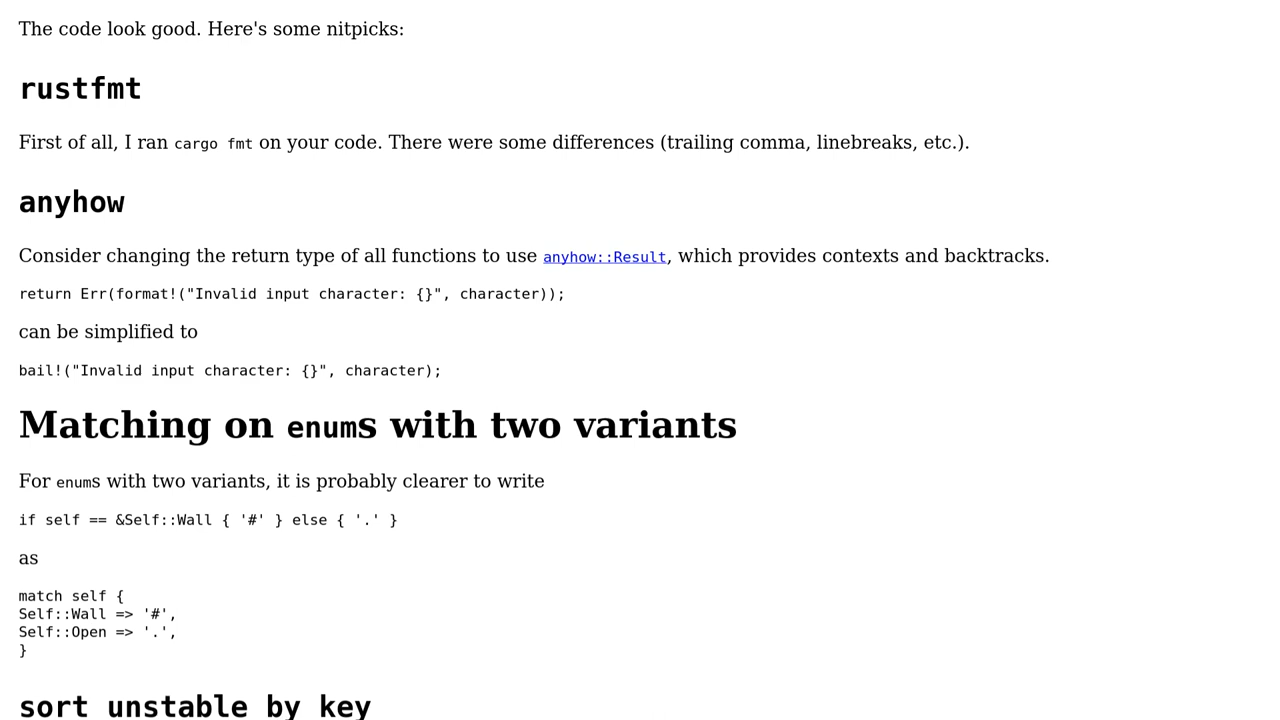 The code look good. Here's some nitpicks:
rustfmt
First of all, I ran cargo fmt on your code. There were some differences (trailing comma, linebreaks, etc.).
anyhow
Consider changing the return type of all functions to use anyhow::Result, which provides contexts and backtracks.
return Err(format!("Invalid input character: {}", character));
can be simplified to
bail!("Invalid input character: {}", character);
Matching on enums with two variants
For enums with two variants, it is probably clearer to write
if self == &Self::Wall { '#' } else { '.' }
as
match self {
Self::Wall => '#',
Self::Open => '.',
}
sort_unstable_by_key